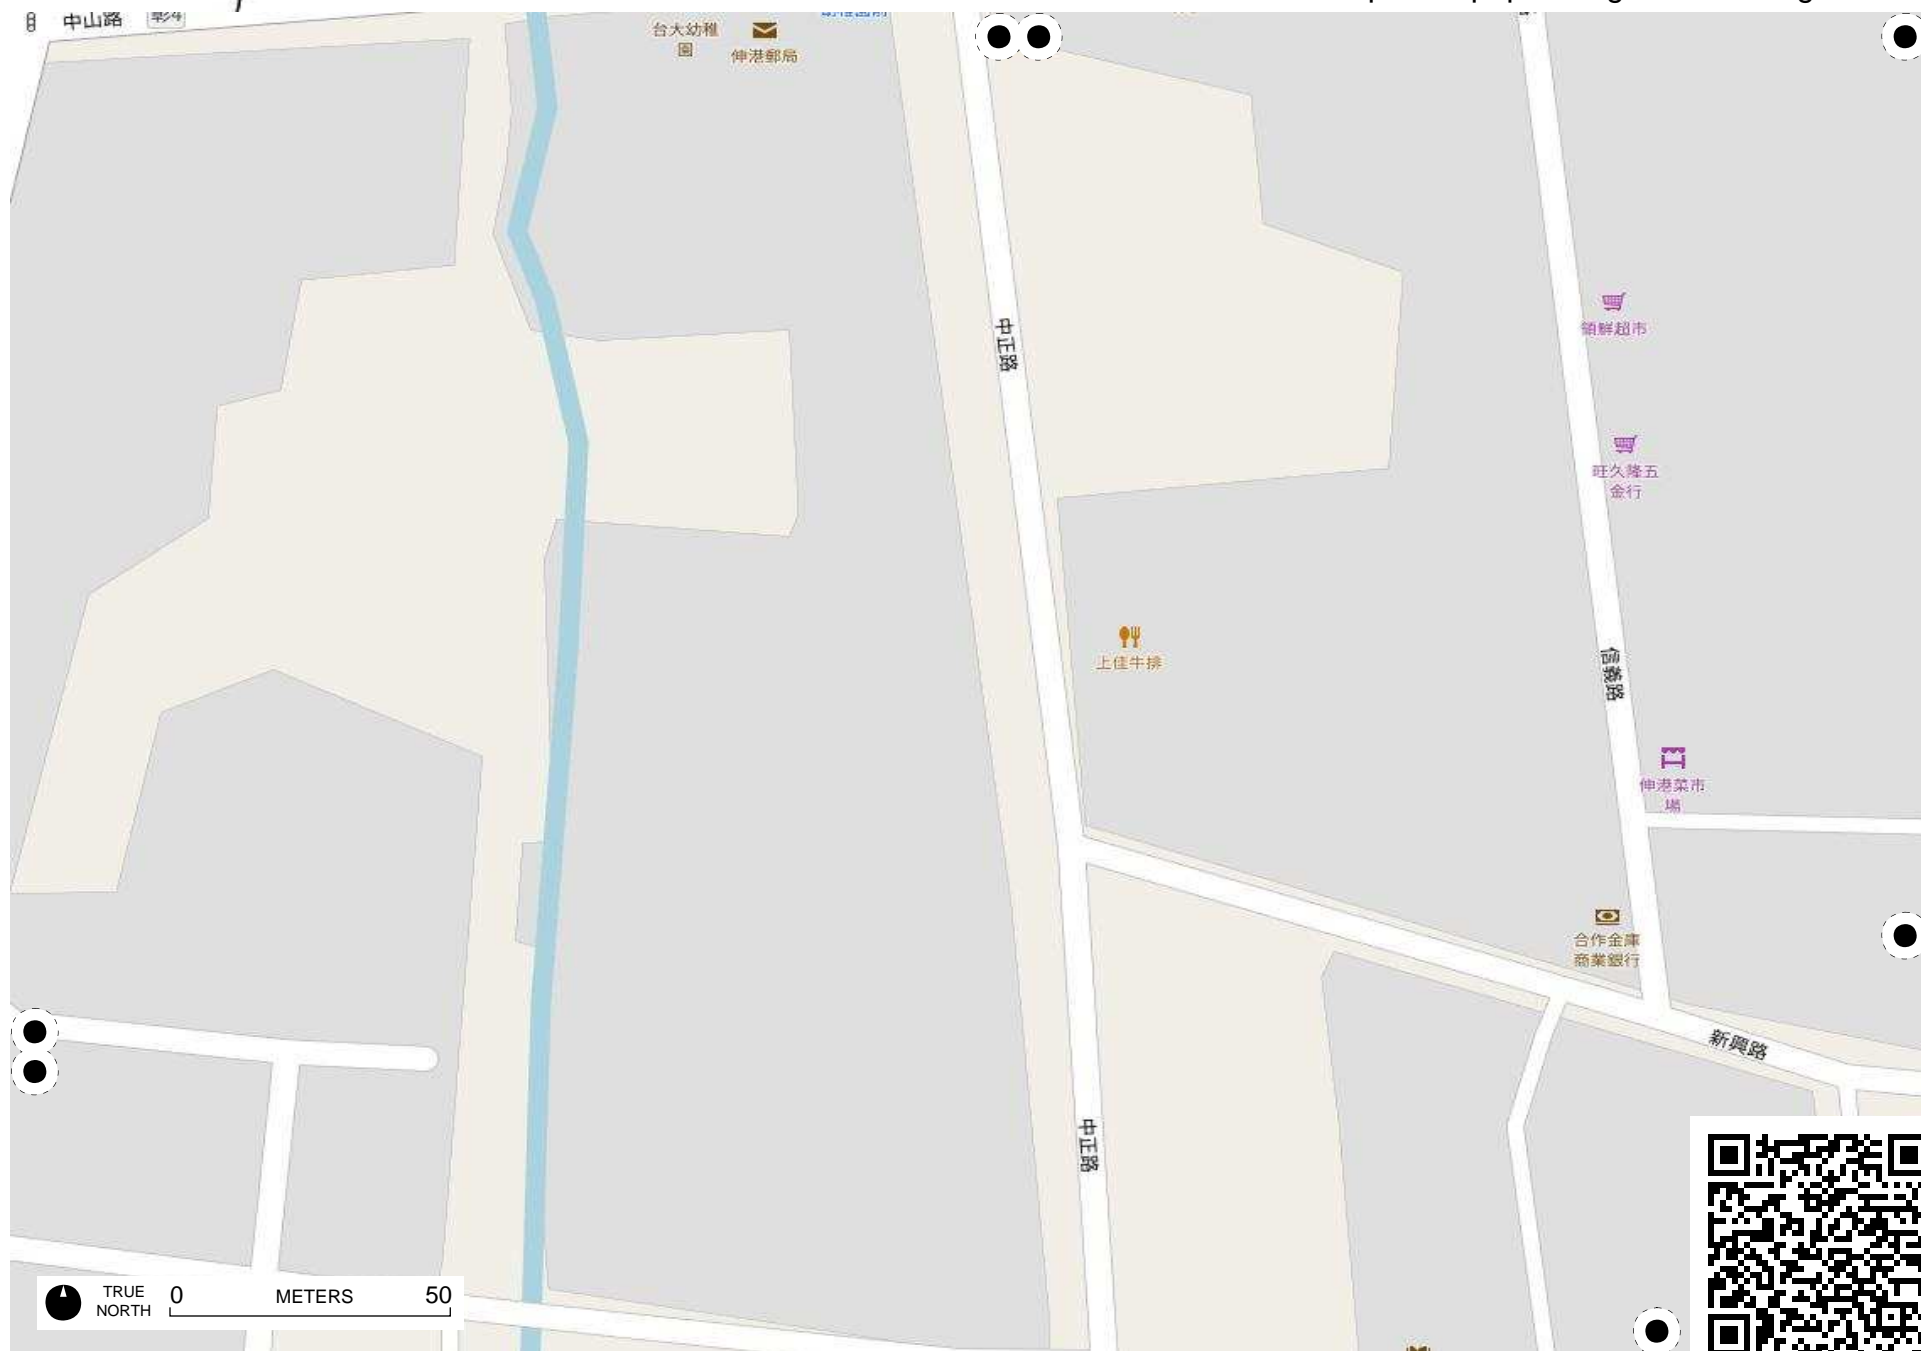 中山路
彰4
台大幼稚
園
伸港郵局
中正路
領鮮超市
旺久隆五
金行
上佳牛排
信義路
伸港菜市
場
合作金庫
商業銀行
新興路
中正路
TRUE
NORTH
0 METERS 50